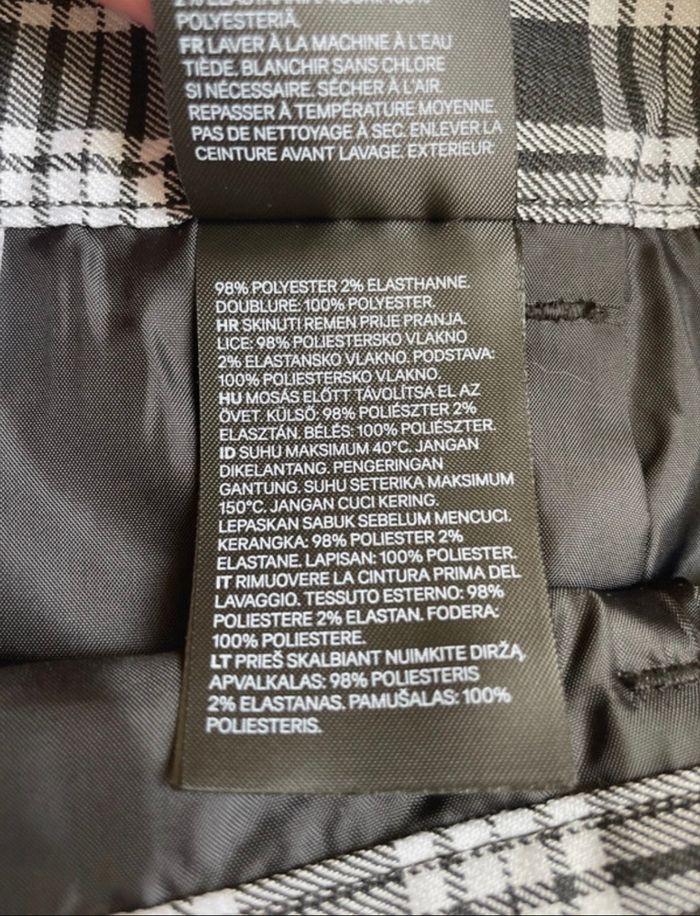 2% ELASTAANIA. VUORI: 100%
POLYESTERIÄ.
FR LAVER À LA MACHINE À L'EAU
TIÈDE. BLANCHIR SANS CHLORE
SI NÉCESSAIRE. SÉCHER À L'AIR.
REPASSER À TEMPÉRATURE MOYENNE.
PAS DE NETTOYAGE À SEC. ENLEVER LA
CEINTURE AVANT LAVAGE. EXTERIEUR:
98% POLYESTER 2% ELASTHANNE.
DOUBLURE: 100% POLYESTER.
HR SKINUTI REMEN PRIJE PRANJA.
LICE: 98% POLIESTERSKO VLAKNO
2% ELASTANSKO VLAKNO. PODSTAVA:
100% POLIESTERSKO VLAKNO.
HU MOSÁS ELŐTT TÁVOLÍTSA EL AZ
ÖVET. KÜLSŐ: 98% POLIÉSZTER 2%
ELASZTÁN. BÉLÉS: 100% POLIÉSZTER.
ID SUHU MAKSIMUM 40°C. JANGAN
DIKELANTANG. PENGERINGAN
GANTUNG. SUHU SETERIKA MAKSIMUM
150°C. JANGAN CUCI KERING.
LEPASKAN SABUK SEBELUM MENCUCI.
KERANGKA: 98% POLIESTER 2%
ELASTANE. LAPISAN: 100% POLIESTER.
IT RIMUOVERE LA CINTURA PRIMA DEL
LAVAGGIO. TESSUTO ESTERNO: 98%
POLIESTERE 2% ELASTAN. FODERA:
100% POLIESTERE.
LT PRIEŠ SKALBIANT NUIMKITE DIRŽĄ.
APVALKALAS: 98% POLIESTERIS
2% ELASTANAS. PAMUŠALAS: 100%
POLIESTERIS.